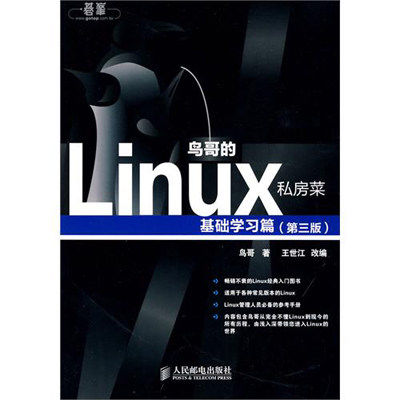 碁峯
www.gotop.com.tw
鸟哥的
Linux
私房菜
基础学习篇（第三版）
鸟哥 著 王世江 改编
畅销不衰的Linux经典入门图书
适用于各种常见版本的Linux
Linux管理人员必备的参考手册
内容包含鸟哥从完全不懂Linux到现今的
所有历程，由浅入深带领您进入Linux的
世界
人民邮电出版社
POSTS & TELECOM PRESS